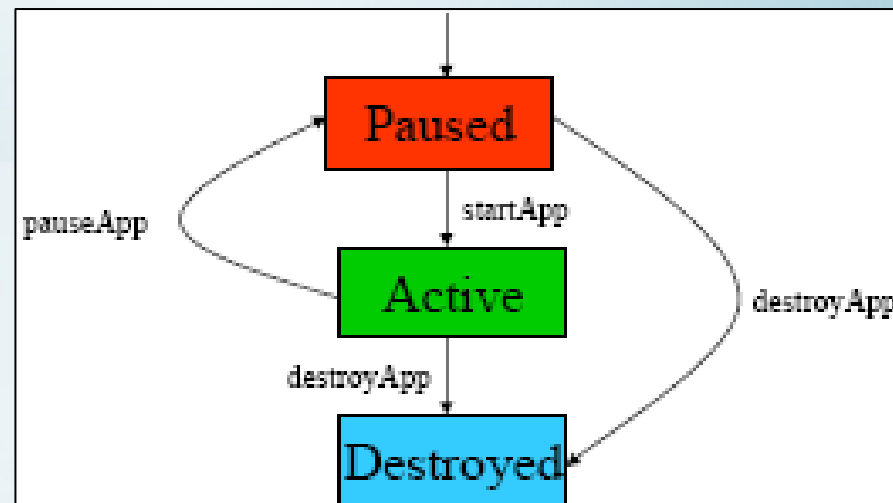 Paused
pauseApp
startApp
Active
destroyApp
destroyApp
Destroyed